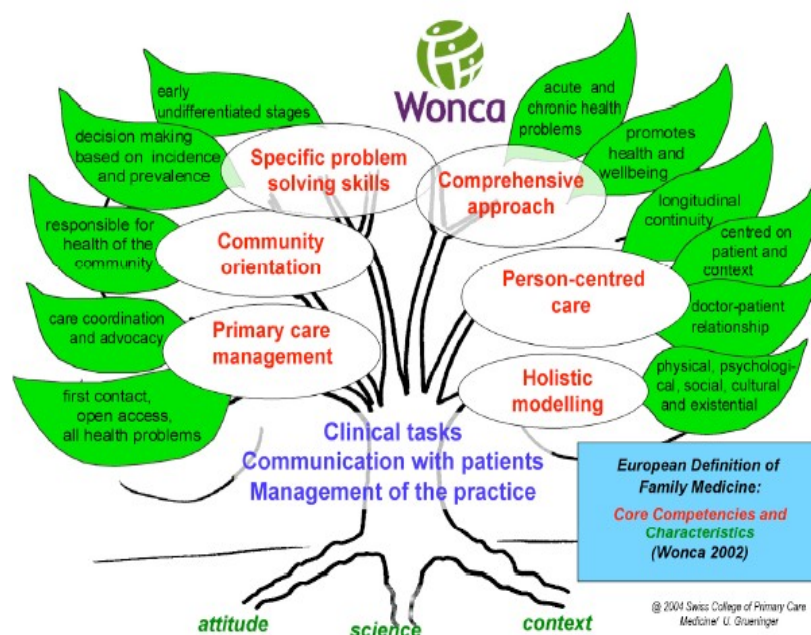 Wonca
early
undifferentiated stages
decision making
based on incidence
and prevalence
responsible for
health of the
community
care coordination
and advocacy
first contact,
open access,
all health problems
Specific problem
solving skills
Community
orientation
Primary care
management
Comprehensive
approach
Person-centred
care
Holistic
modelling
acute and
chronic health
problems
promotes
health and
wellbeing
longitudinal
continuity
centred on
patient and
context
doctor-patient
relationship
physical, psychologi-
cal, social, cultural
and existential
Clinical tasks
Communication with patients
Management of the practice
European Definition of
Family Medicine:
Core Competencies and
Characteristics
(Wonca 2002)
attitude
science
context
@ 2004 Swiss College of Primary Care
Medicine/ U. Grueninger